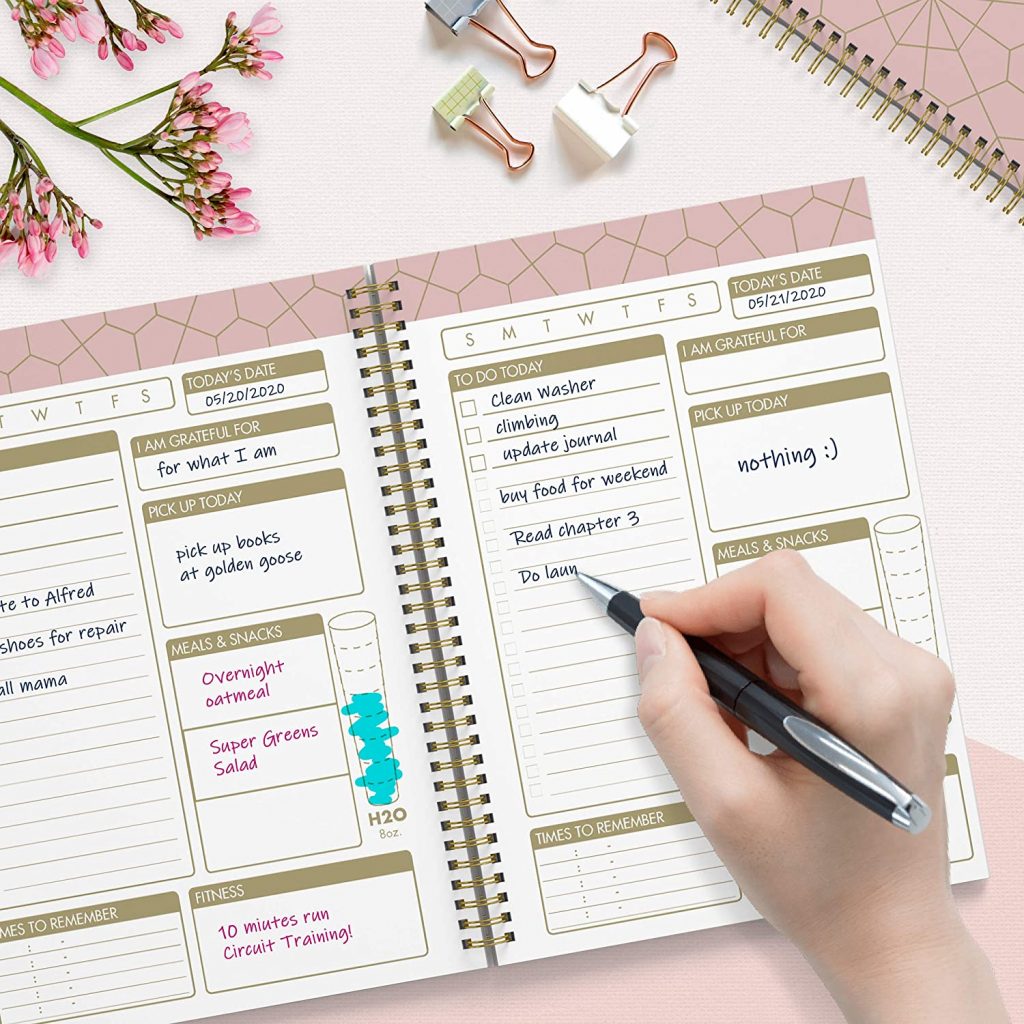 T W T F S
TODAY'S DATE
05/20/2020
I AM GRATEFUL FOR
for what I am
PICK UP TODAY
pick up books
at golden goose
to Alfred
shoes for repair
mama
MEALS & SNACKS
Overnight
oatmeal
Super Greens
Salad
H2O
8oz.
TO REMEMBER
FITNESS
10 miutes run
Circuit Training!
S M T W T F S
TODAY'S DATE
05/21/2020
TO DO TODAY
Clean Washer
climbing
update journal
buy food for weekend
Read chapter 3
Do laun
I AM GRATEFUL FOR
PICK UP TODAY
nothing :)
MEALS & SNACKS
TIMES TO REMEMBER